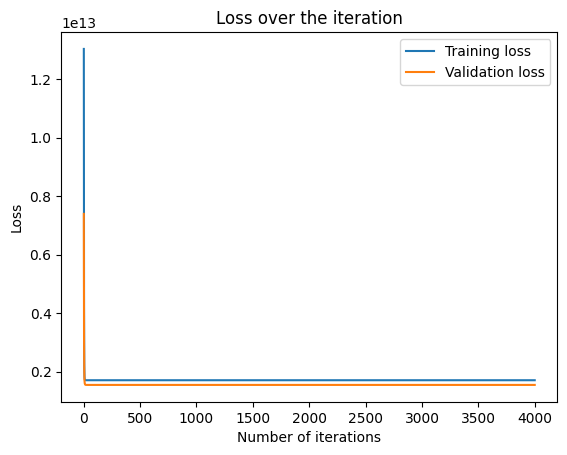 Loss over the iteration
1e13
Training loss
Validation loss
1.2
1.0
0.8
0.6
0.4
0.2
Loss
0 500 1000 1500 2000 2500 3000 3500 4000
Number of iterations